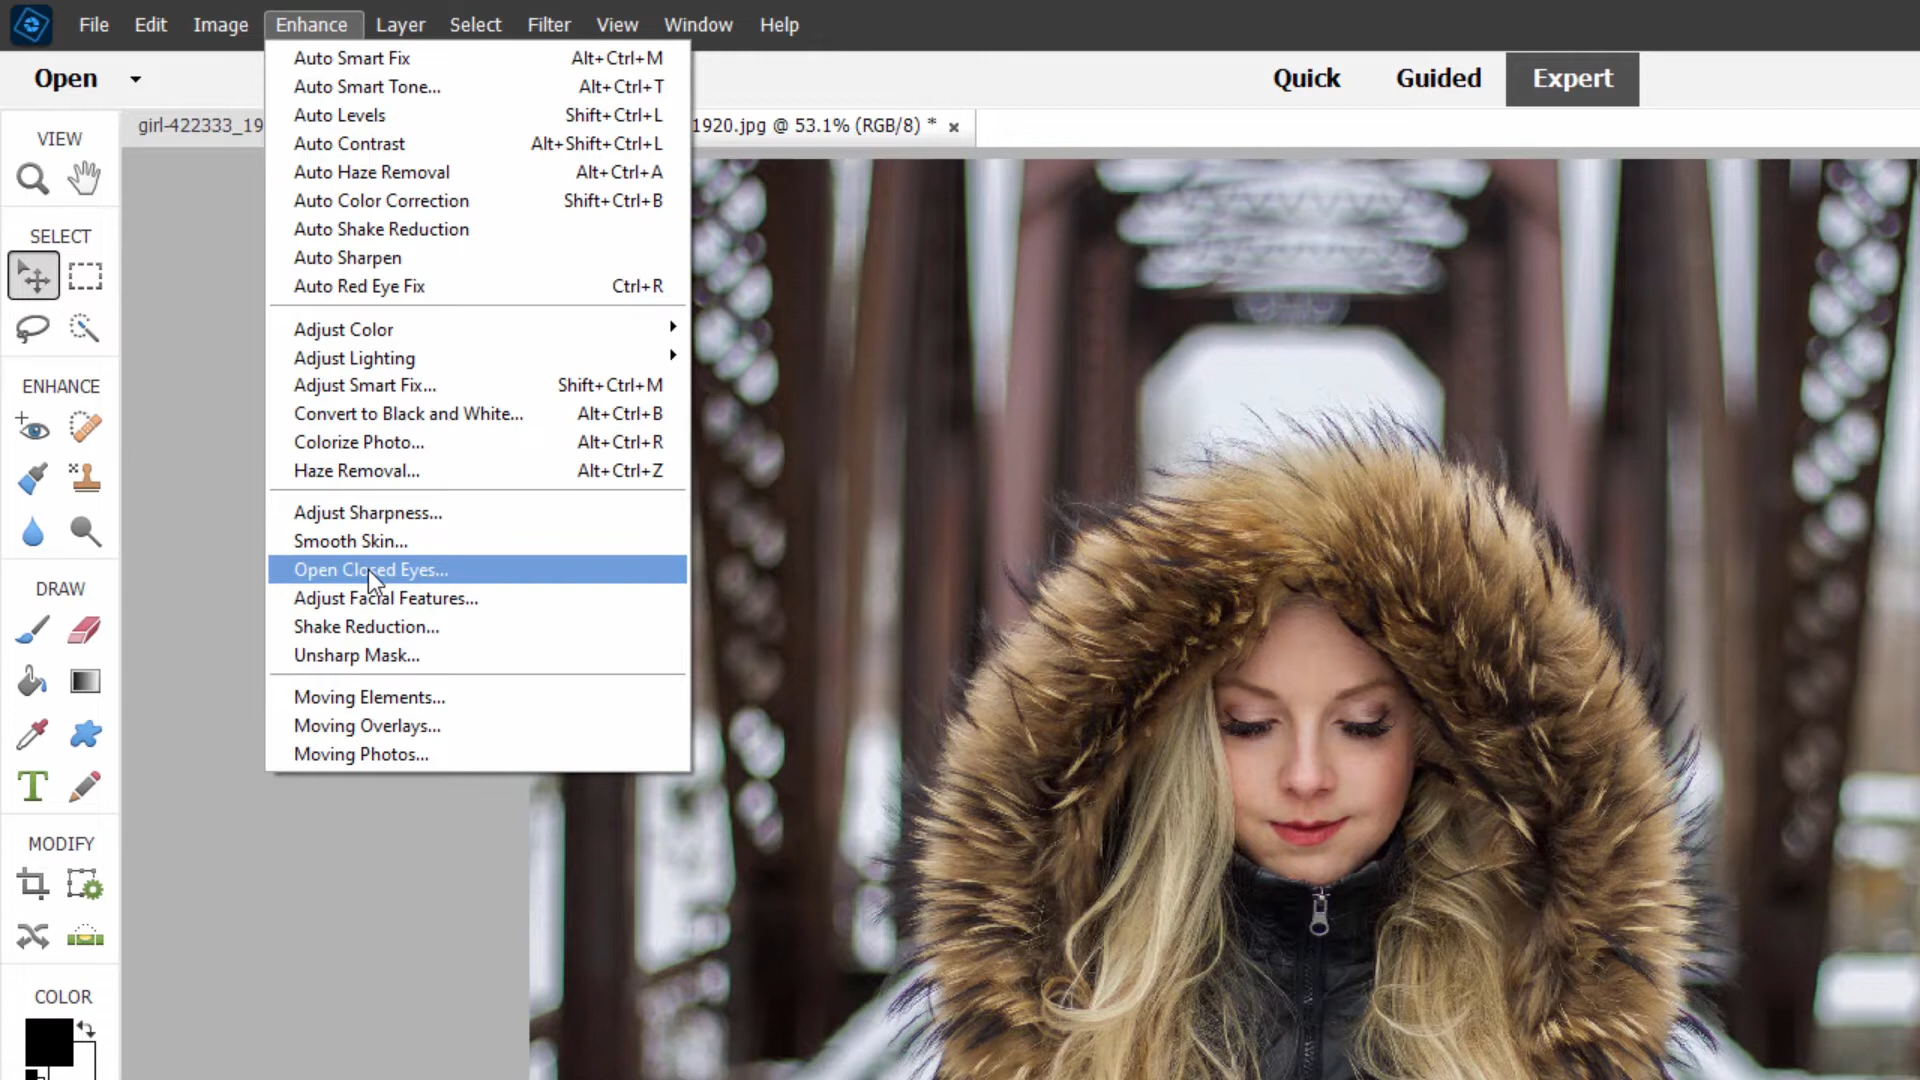 File Edit Image Enhance Layer Select Filter View Window Help
Open
Quick Guided Expert
girl-422333_19
1920.jpg @ 53.1% (RGB/8) * ×
Auto Smart Fix Alt+Ctrl+M
Auto Smart Tone... Alt+Ctrl+T
Auto Levels Shift+Ctrl+L
Auto Contrast Alt+Shift+Ctrl+L
Auto Haze Removal Alt+Ctrl+A
Auto Color Correction Shift+Ctrl+B
Auto Shake Reduction
Auto Sharpen
Auto Red Eye Fix Ctrl+R
Adjust Color
Adjust Lighting
Adjust Smart Fix... Shift+Ctrl+M
Convert to Black and White... Alt+Ctrl+B
Colorize Photo... Alt+Ctrl+R
Haze Removal... Alt+Ctrl+Z
Adjust Sharpness...
Smooth Skin...
Open Closed Eyes...
Adjust Facial Features...
Shake Reduction...
Unsharp Mask...
Moving Elements...
Moving Overlays...
Moving Photos...
VIEW
SELECT
ENHANCE
DRAW
T
MODIFY
COLOR